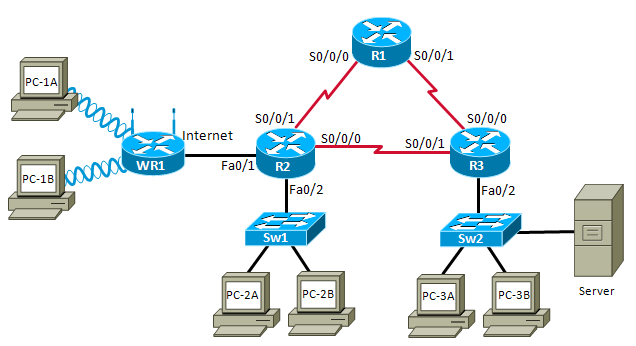 R1
S0/0/0
S0/0/1
PC-1A
S0/0/1
S0/0/0
Internet
S0/0/0
S0/0/1
WR1
Fa0/1
R2
R3
PC-1B
Fa0/2
Fa0/2
Sw1
Sw2
Server
PC-2A
PC-2B
PC-3A
PC-3B